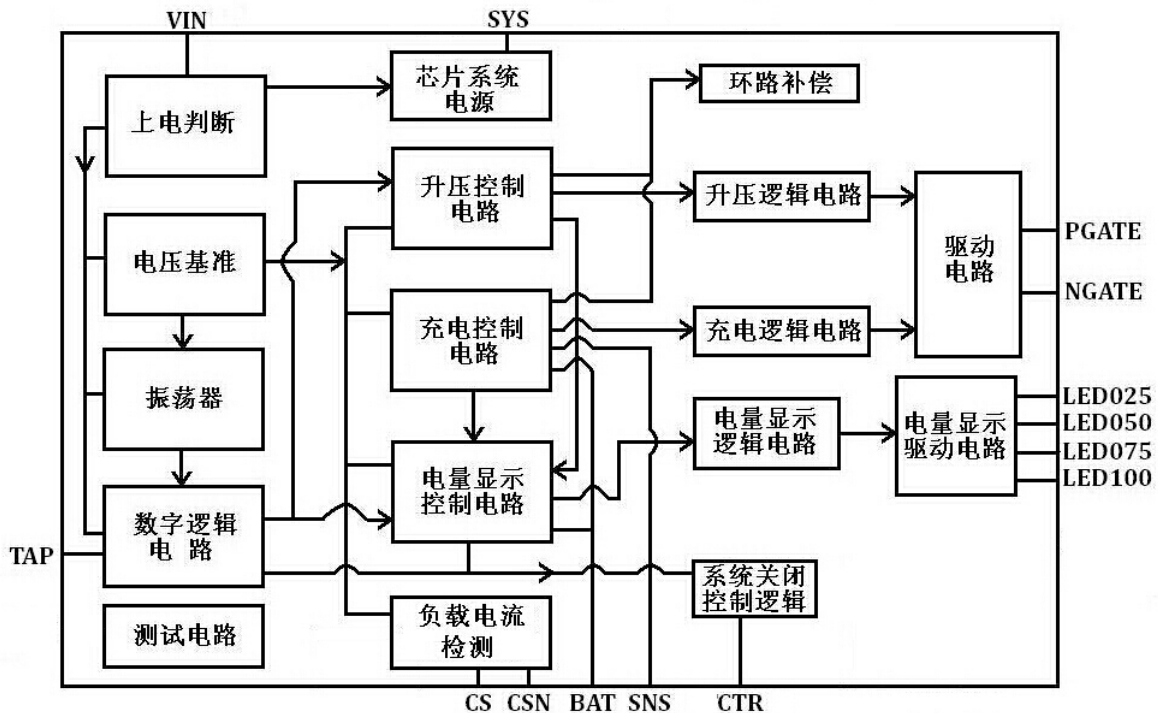 VIN
SYS
上电判断
芯片系统
电源
环路补偿
升压控制
电路
升压逻辑电路
驱动
电路
PGATE
NGATE
电压基准
充电控制
电路
充电逻辑电路
振荡器
电量显示
控制电路
电量显示
逻辑电路
电量显示
驱动电路
LED025
LED050
LED075
LED100
TAP
数字逻辑
电 路
系统关闭
控制逻辑
测试电路
负载电流
检测
CS
CSN
BAT
SNS
CTR